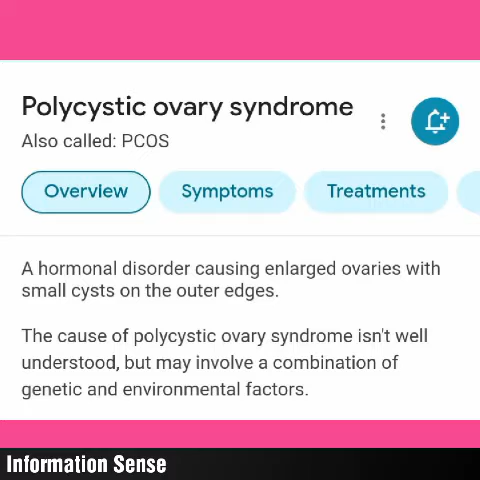 Polycystic ovary syndrome
Also called: PCOS
Overview Symptoms Treatments
A hormonal disorder causing enlarged ovaries with
small cysts on the outer edges.
The cause of polycystic ovary syndrome isn't well
understood, but may involve a combination of
genetic and environmental factors.
Information Sense